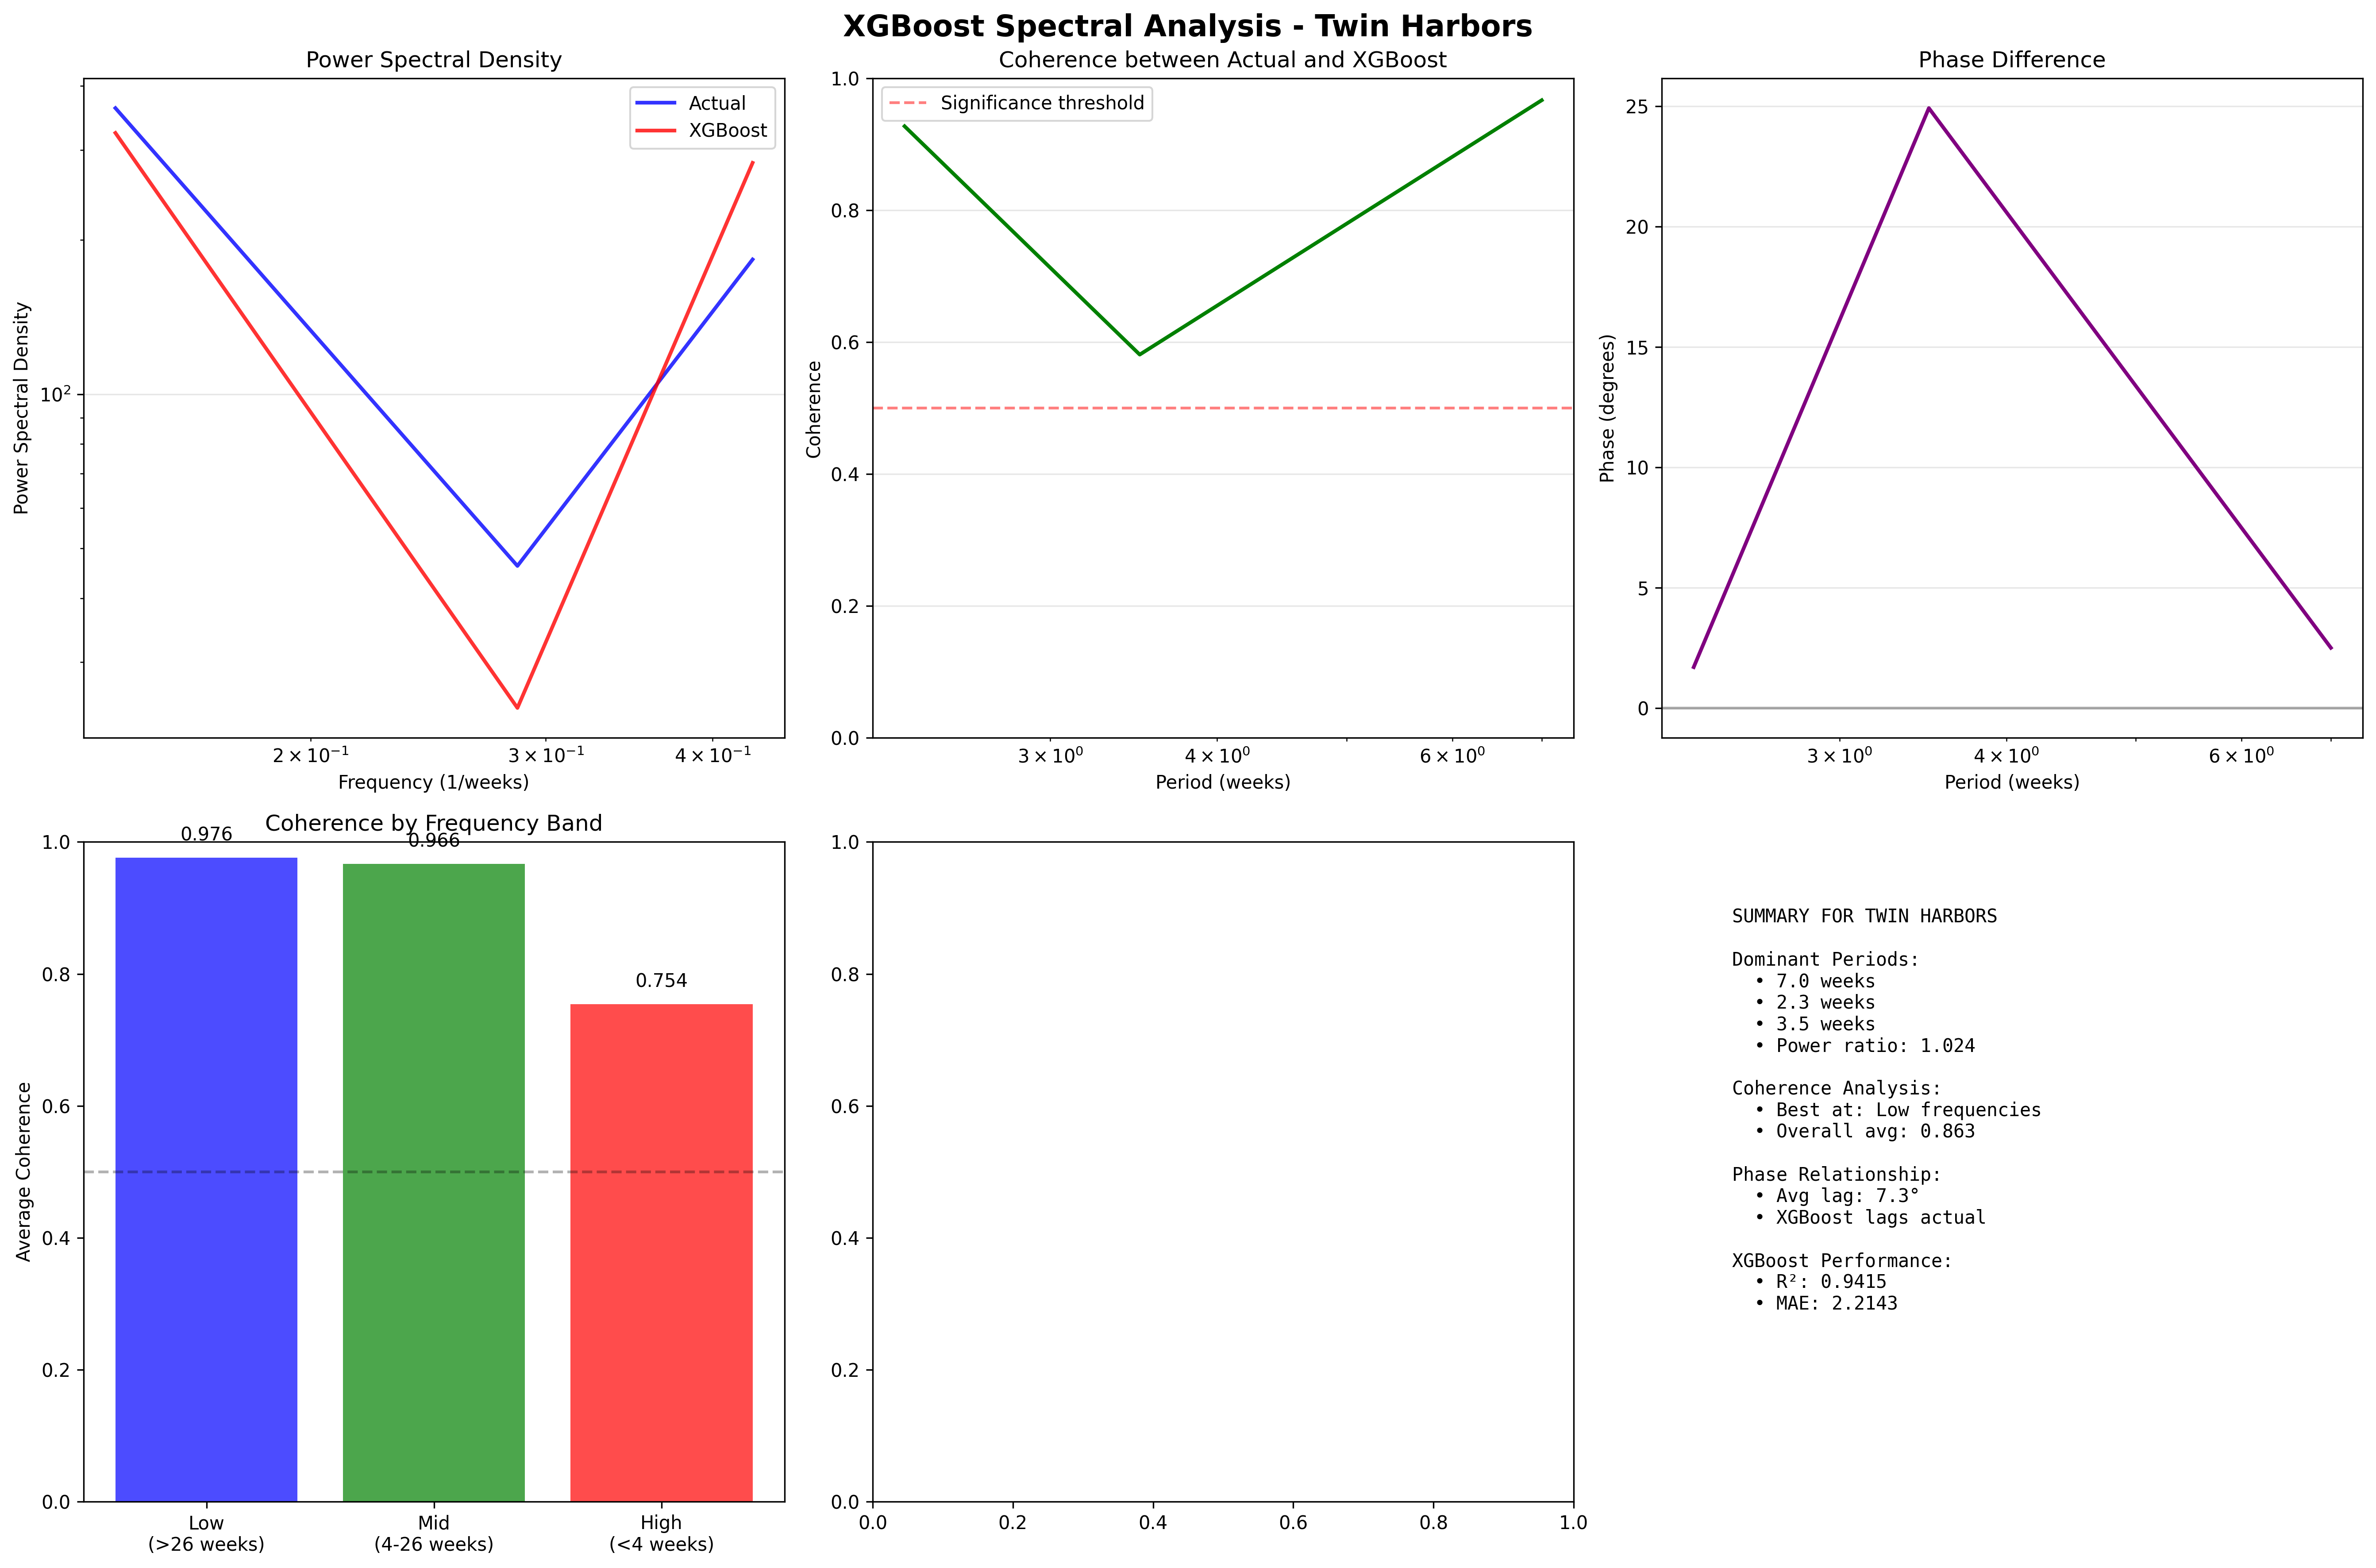 XGBoost Spectral Analysis - Twin Harbors
Power Spectral Density
Actual
XGBoost
10²
Power Spectral Density
2 × 10⁻¹
3 × 10⁻¹
4 × 10⁻¹
Frequency (1/weeks)
Coherence between Actual and XGBoost
Significance threshold
1.0
0.8
0.6
0.4
0.2
0.0
Coherence
3 × 10⁰
4 × 10⁰
6 × 10⁰
Period (weeks)
Phase Difference
25
20
15
10
5
0
Phase (degrees)
3 × 10⁰
4 × 10⁰
6 × 10⁰
Period (weeks)
Coherence by Frequency Band
0.976
0.966
0.754
1.0
0.8
0.6
0.4
0.2
0.0
Average Coherence
Low
(>26 weeks)
Mid
(4-26 weeks)
High
(<4 weeks)
1.0
0.8
0.6
0.4
0.2
0.0
0.0
0.2
0.4
0.6
0.8
1.0
SUMMARY FOR TWIN HARBORS
Dominant Periods:
• 7.0 weeks
• 2.3 weeks
• 3.5 weeks
• Power ratio: 1.024
Coherence Analysis:
• Best at: Low frequencies
• Overall avg: 0.863
Phase Relationship:
• Avg lag: 7.3°
• XGBoost lags actual
XGBoost Performance:
• R²: 0.9415
• MAE: 2.2143